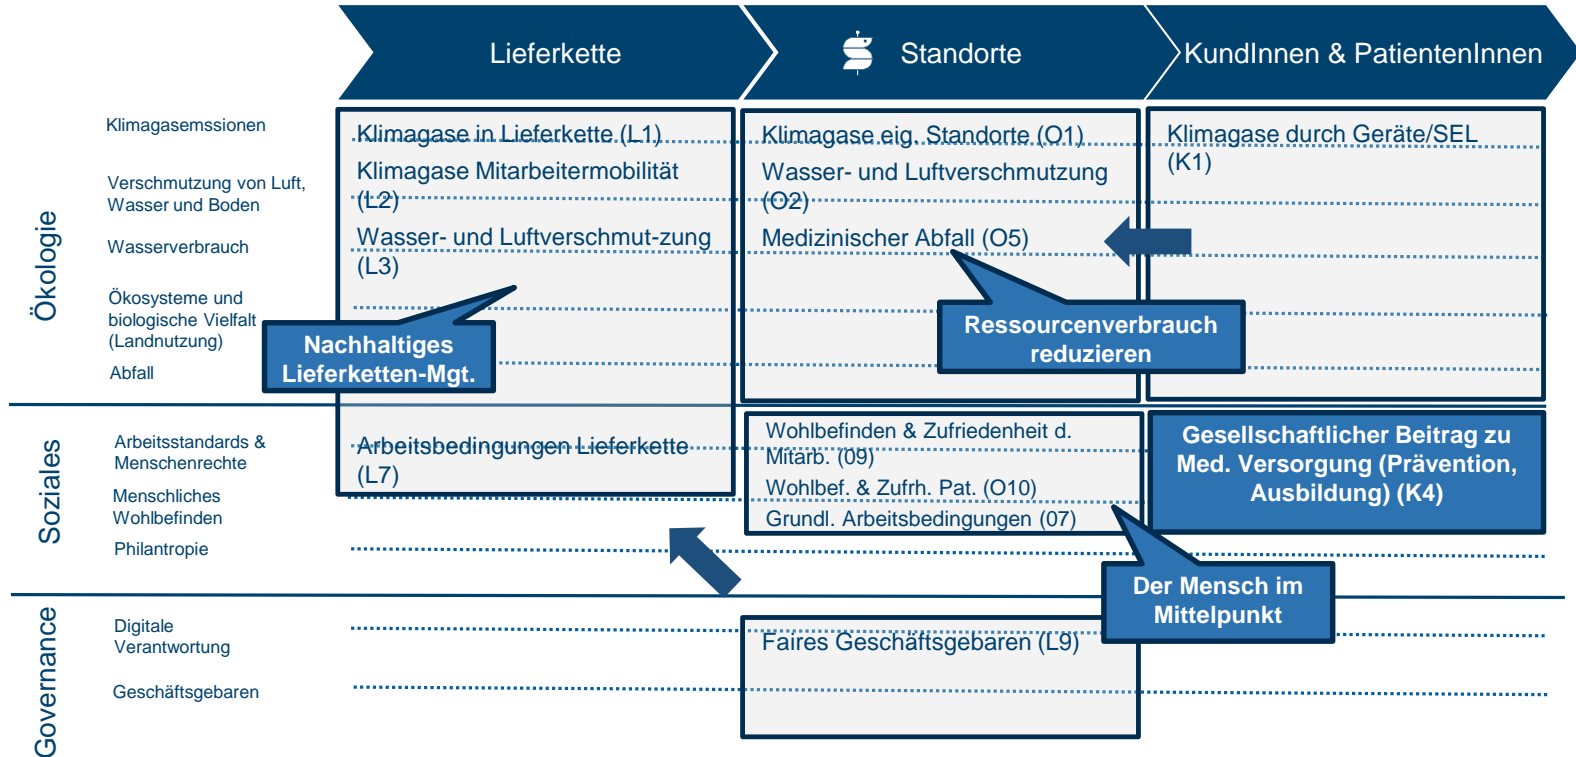 Lieferkette
Standorte
KundInnen & PatientenInnen
Ökologie
Klimagasemssionen
Verschmutzung von Luft,
Wasser und Boden
Wasserverbrauch
Ökosysteme und
biologische Vielfalt
(Landnutzung)
Abfall
Klimagase in Lieferkette (L1)
Klimagase Mitarbeitermobilität
(L2)
Wasser- und Luftverschmut-zung
(L3)
Nachhaltiges
Lieferketten-Mgt.
Klimagase eig. Standorte (O1)
Wasser- und Luftverschmutzung
(O2)
Medizinischer Abfall (O5)
Ressourcenverbrauch
reduzieren
Klimagase durch Geräte/SEL
(K1)
Soziales
Arbeitsstandards &
Menschenrechte
Menschliches
Wohlbefinden
Philantropie
Arbeitsbedingungen Lieferkette
(L7)
Wohlbefinden & Zufriedenheit d.
Mitarb. (09)
Wohlbef. & Zufrh. Pat. (O10)
Grundl. Arbeitsbedingungen (07)
Gesellschaftlicher Beitrag zu
Med. Versorgung (Prävention,
Ausbildung) (K4)
Der Mensch im
Mittelpunkt
Governance
Digitale
Verantwortung
Geschäftsgebaren
Faires Geschäftsgebaren (L9)